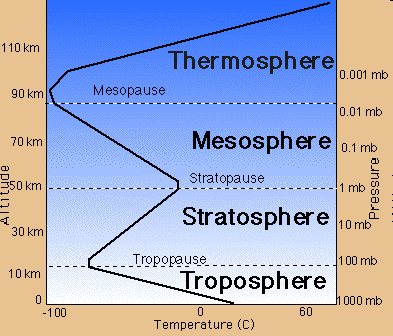 110 km
Thermosphere
0.001 mb
Mesopause
90 km
0.01 mb
70 km
Mesosphere
0.1 mb
Stratopause
50 km
1 mb
Altitude
Pressure
Stratosphere
30 km
10 mb
Tropopause
100 mb
10 km
Troposphere
0
1000 mb
-100
0
60
Temperature (C)